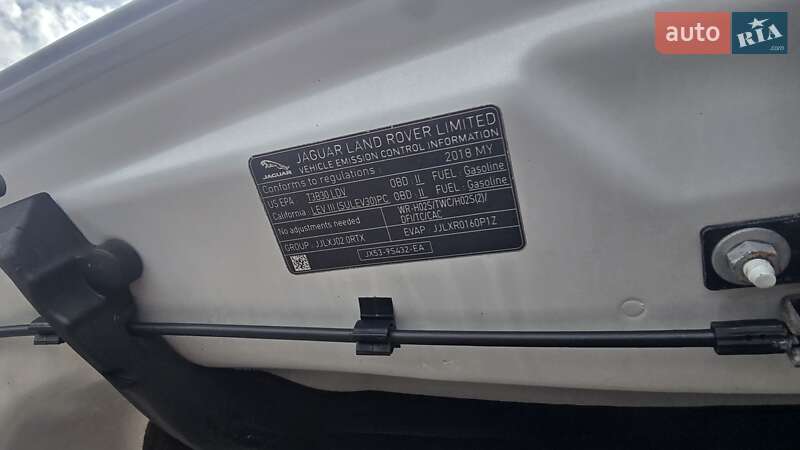 auto RIA
.com
JAGUAR LAND ROVER LIMITED
VEHICLE EMISSION CONTROL INFORMATION
JAGUAR
Conforms to regulations : 2018 MY
US EPA T3B30 LDV OBD II FUEL: Gasoline
California LEV III (SULEV30)PC OBD II FUEL: Gasoline
No adjustments needed WR-HO2S/TWC/HO2S(2)/
DFI/TC/CAC
GROUP : JJLXJ02.0RTX EVAP JJLXR0160P1Z
JX53-9S432-EA